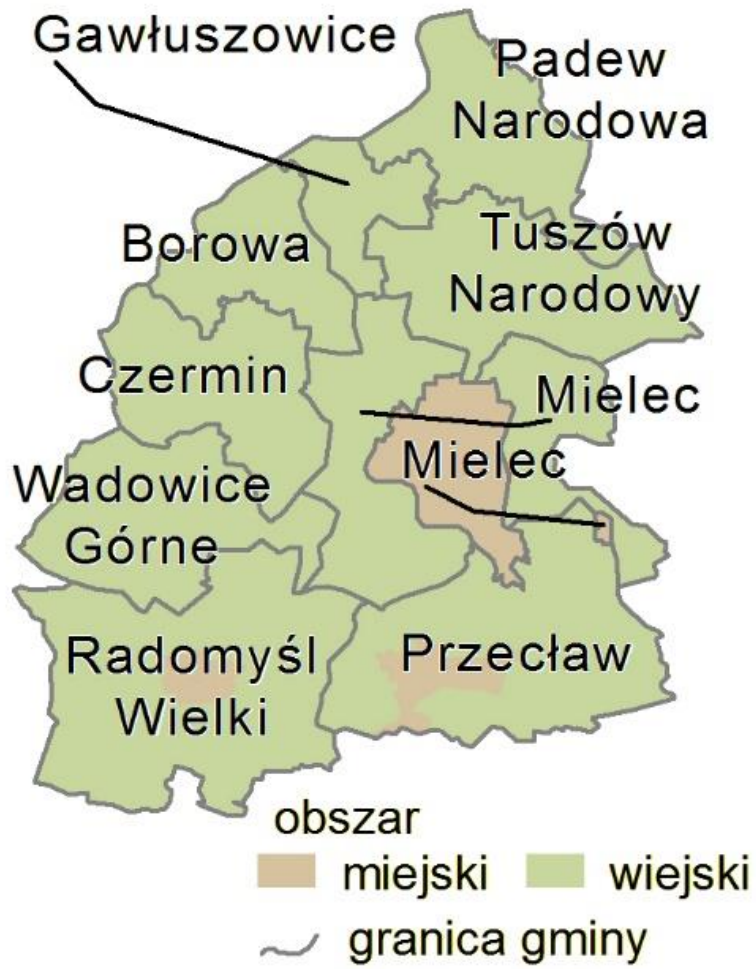 Gawłuszowice
Padew
Narodowa
Borowa
Tuszów
Narodowy
Czermin
Mielec
Mielec
Wadowice
Górne
Radomyśl
Wielki
Przecław
obszar
miejski
wiejski
granica gminy